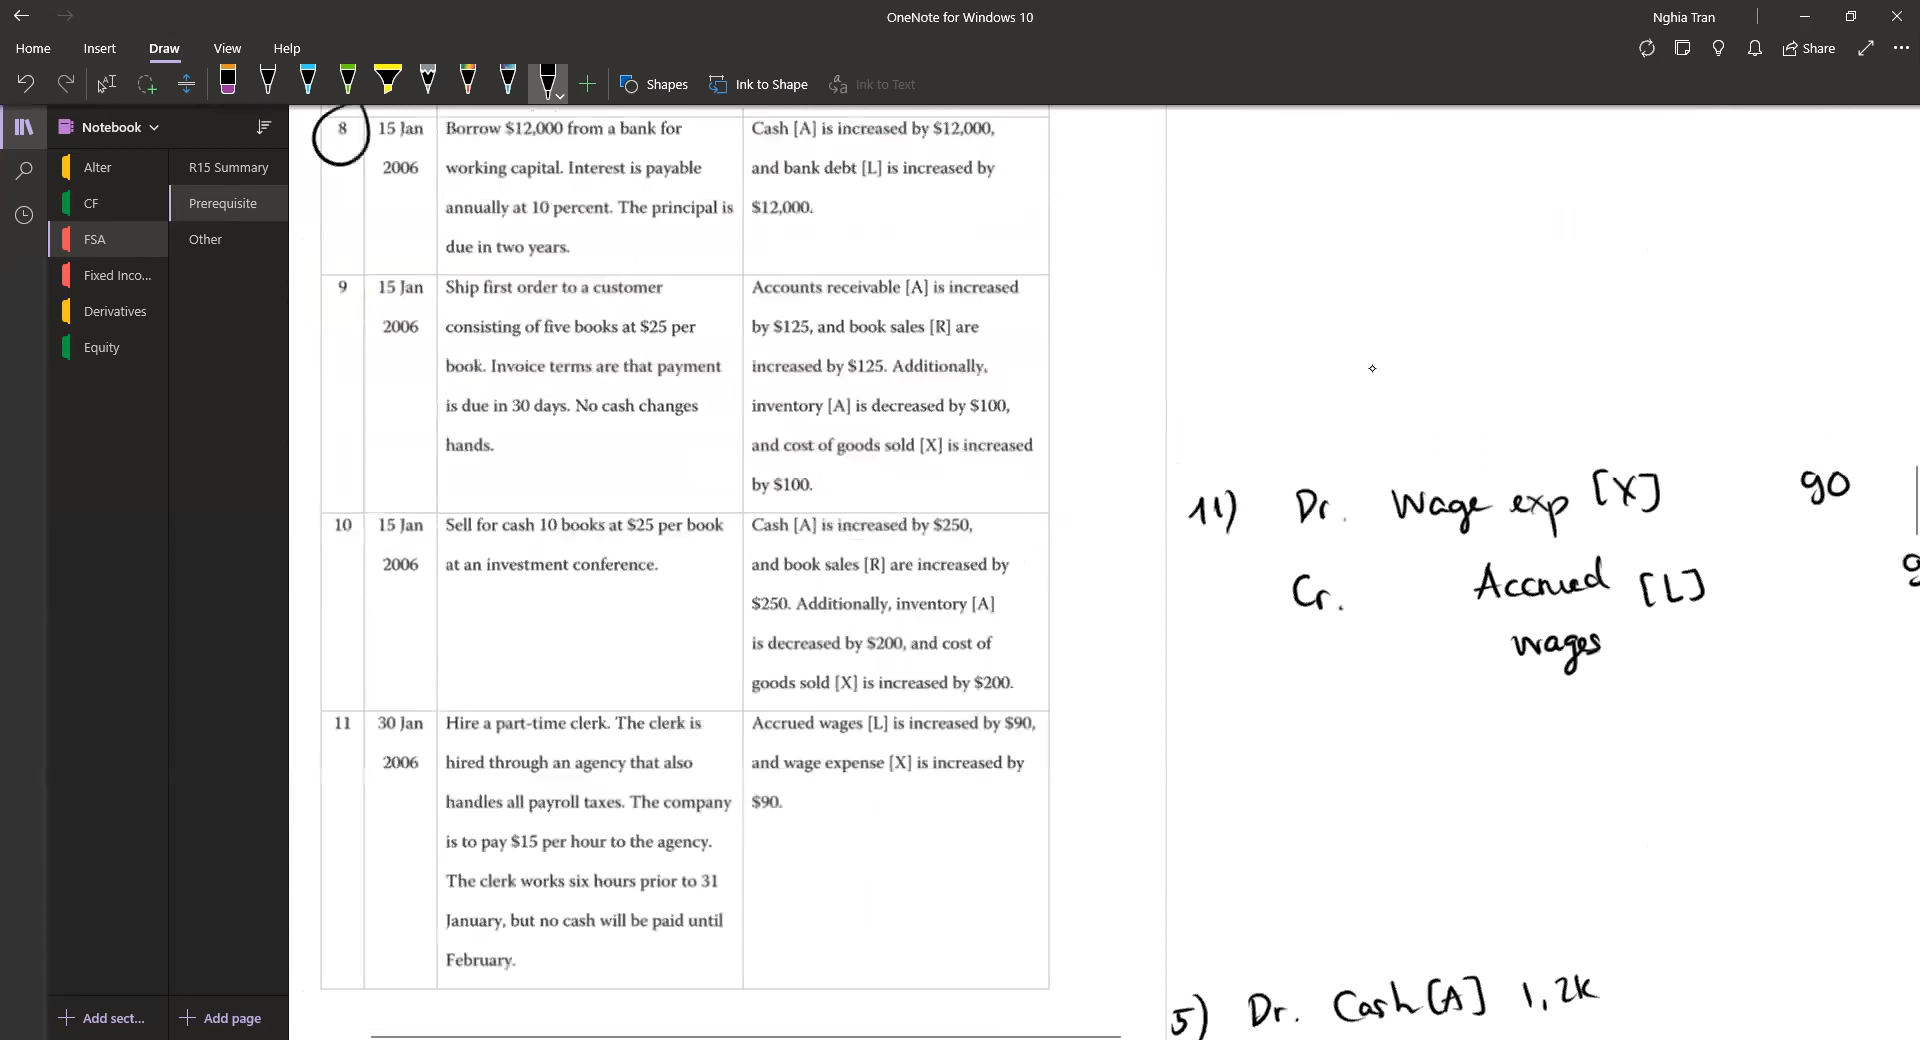 OneNote for Windows 10
Nghia Tran
Home Insert Draw View Help
Share
Shapes
Ink to Shape
Ink to Text
Notebook
Alter
CF
FSA
Fixed Inco...
Derivatives
Equity
Add sect...
R15 Summary
Prerequisite
Other
Add page
8 15 Jan Borrow $12,000 from a bank for Cash [A] is increased by $12,000,
2006 working capital. Interest is payable and bank debt [L] is increased by
annually at 10 percent. The principal is $12,000.
due in two years.
9 15 Jan Ship first order to a customer Accounts receivable [A] is increased
2006 consisting of five books at $25 per by $125, and book sales [R] are
book. Invoice terms are that payment increased by $125. Additionally,
is due in 30 days. No cash changes inventory [A] is decreased by $100,
hands. and cost of goods sold [X] is increased
by $100.
10 15 Jan Sell for cash 10 books at $25 per book Cash [A] is increased by $250,
2006 at an investment conference. and book sales [R] are increased by
$250. Additionally, inventory [A]
is decreased by $200, and cost of
goods sold [X] is increased by $200.
11 30 Jan Hire a part-time clerk. The clerk is Accrued wages [L] is increased by $90,
2006 hired through an agency that also and wage expense [X] is increased by
handles all payroll taxes. The company $90.
is to pay $15 per hour to the agency.
The clerk works six hours prior to 31
January, but no cash will be paid until
February.
11) Dr. Wage exp [X] 90
Cr. Accrued [L]
wages
5) Dr. Cash [A] 1,2k